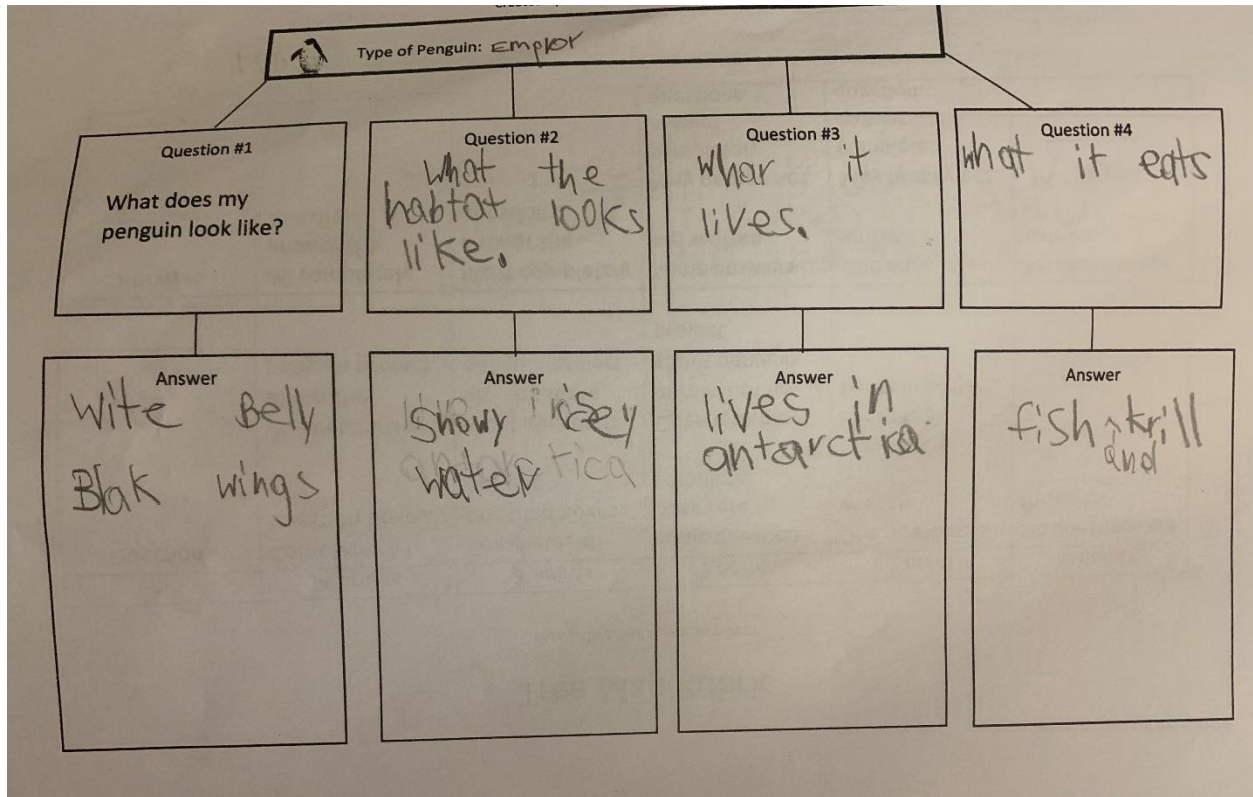 Type of Penguin: Emplor
Question #1
What does my
penguin look like?
Question #2
What the
habtat looks
like.
Question #3
whar it
lives.
Question #4
what it eats
Answer
Wite Belly
Blak wings
Answer
Snowy icey
water
Answer
lives in
antarctica
Answer
fish ^ krill
and